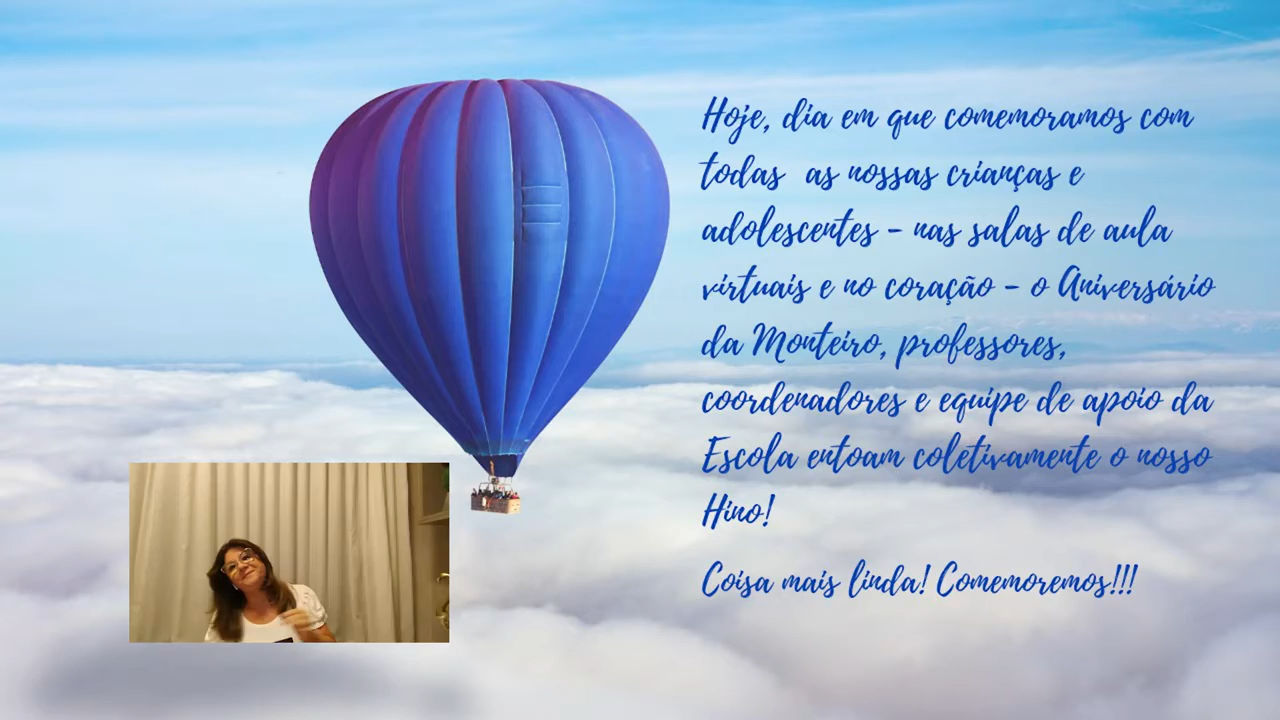 Hoje, dia em que comemoramos com
todas as nossas crianças e
adolescentes - nas salas de aula
virtuais e no coração - o Aniversário
da Monteiro, professores,
coordenadores e equipe de apoio da
Escola entoam coletivamente o nosso
Hino!
Coisa mais linda! Comemoremos!!!